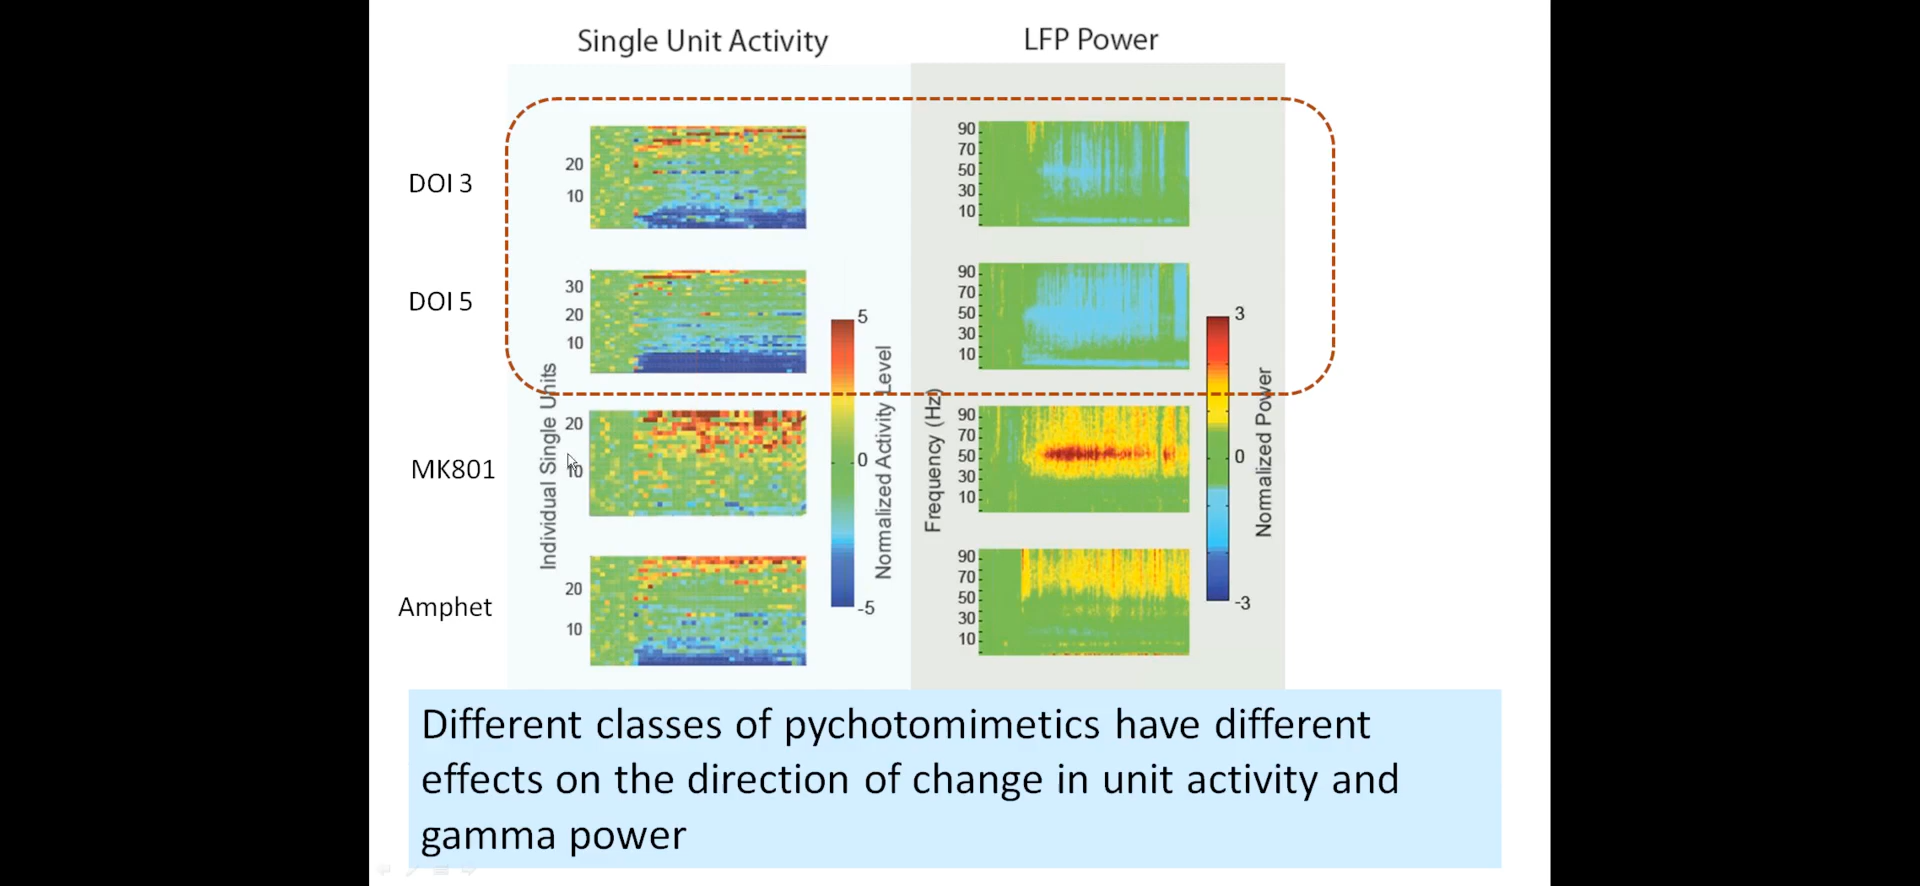 Single Unit Activity
LFP Power
DOI 3
20
10
90
70
50
30
10
DOI 5
30
20
10
90
70
50
30
10
5
0
-5
Normalized Activity Level
3
0
-3
Normalized Power
Individual Single Units
Frequency (Hz)
MK801
20
10
90
70
50
30
10
Amphet
20
10
90
70
50
30
10
Different classes of pychotomimetics have different
effects on the direction of change in unit activity and
gamma power